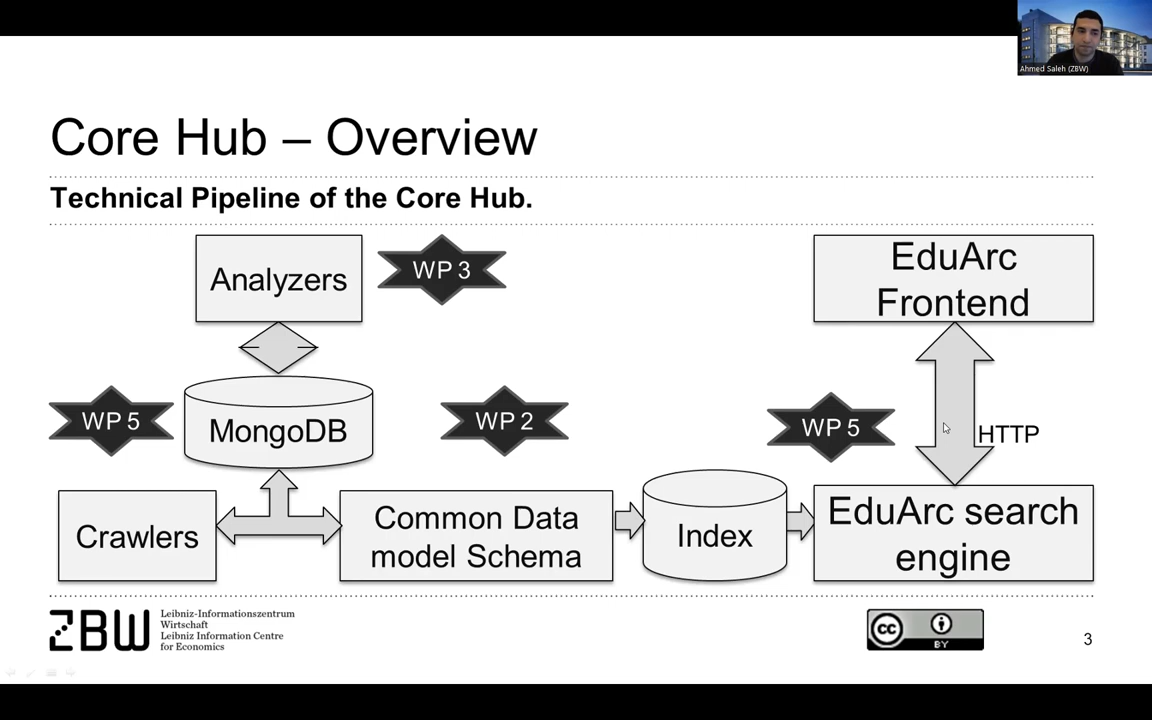 Ahmed Saleh (ZBW)
Core Hub – Overview
Technical Pipeline of the Core Hub.
Analyzers
WP 3
EduArc
Frontend
WP 5
MongoDB
WP 2
WP 5
HTTP
Crawlers
Common Data
model Schema
Index
EduArc search
engine
ZBW
Leibniz-Informationszentrum
Wirtschaft
Leibniz Information Centre
for Economics
cc
BY
3